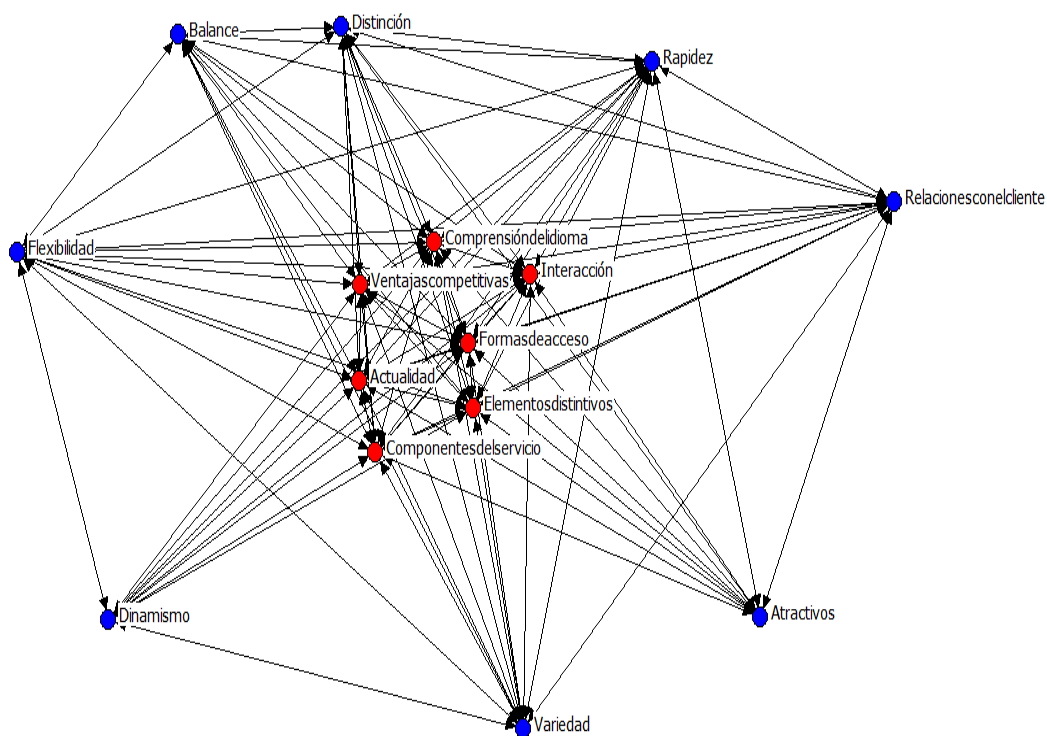 Balance
Distinción
Rapidez
Relacionesconelcliente
Flexibilidad
Comprensióndelidioma
Interacción
Ventajascompetitivas
Formasdeacceso
Actualidad
Elementosdistintivos
Componentesdelservicio
Dinamismo
Atractivos
Variedad